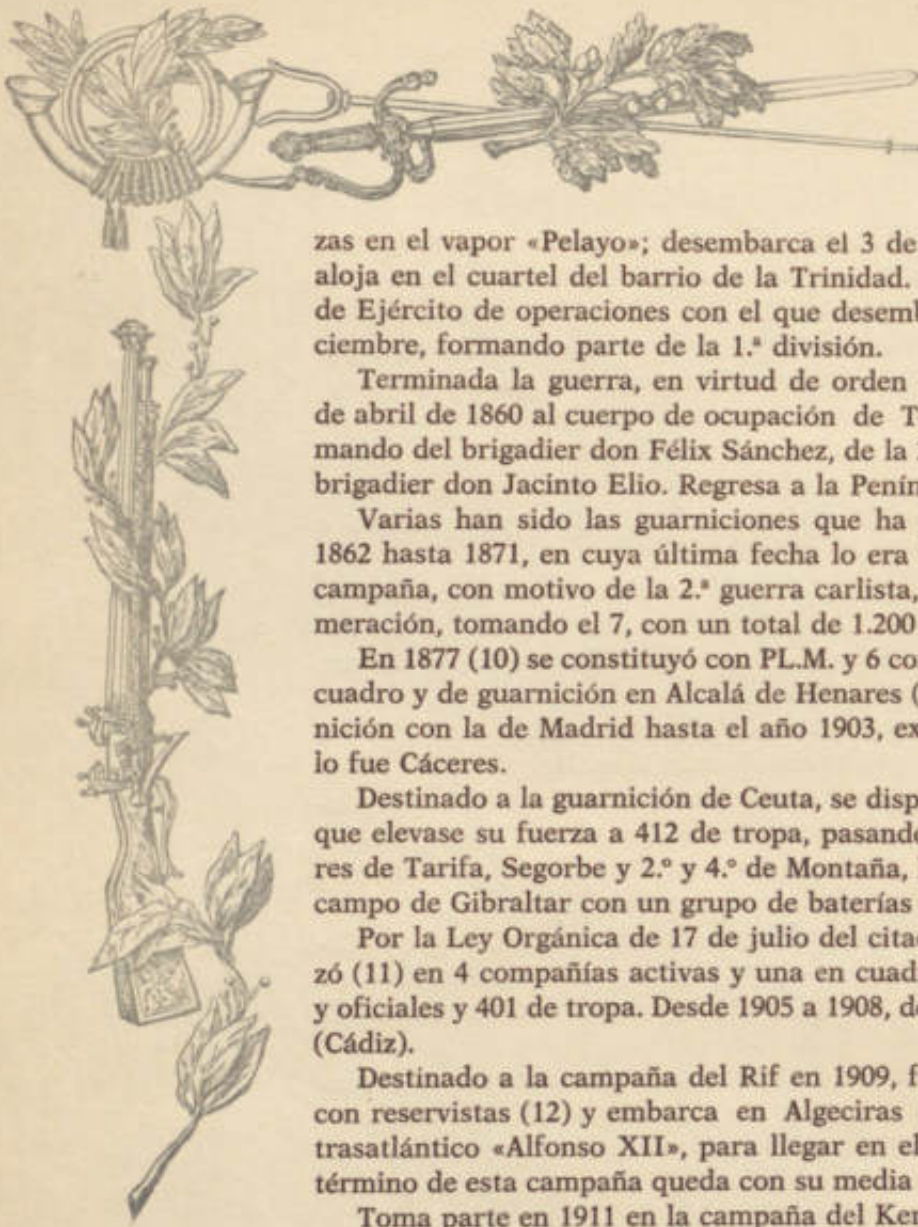 zas en el vapor «Pelayo»; desembarca el 3 de
aloja en el cuartel del barrio de la Trinidad.
de Ejército de operaciones con el que desemb
ciembre, formando parte de la 1.ª división.
Terminada la guerra, en virtud de orden
de abril de 1860 al cuerpo de ocupación de T
mando del brigadier don Félix Sánchez, de la
brigadier don Jacinto Elio. Regresa a la Penín
Varias han sido las guarniciones que ha
1862 hasta 1871, en cuya última fecha lo era
campaña, con motivo de la 2.ª guerra carlista,
meración, tomando el 7, con un total de 1.200
En 1877 (10) se constituyó con PL.M. y 6 co
cuadro y de guarnición en Alcalá de Henares (
nición con la de Madrid hasta el año 1903, ex
lo fue Cáceres.
Destinado a la guarnición de Ceuta, se disp
que elevase su fuerza a 412 de tropa, pasando
res de Tarifa, Segorbe y 2.º y 4.º de Montaña,
campo de Gibraltar con un grupo de baterías
Por la Ley Orgánica de 17 de julio del cita
zó (11) en 4 compañías activas y una en cuad
y oficiales y 401 de tropa. Desde 1905 a 1908, d
(Cádiz).
Destinado a la campaña del Rif en 1909, f
con reservistas (12) y embarca en Algeciras
trasatlántico «Alfonso XII», para llegar en el
término de esta campaña queda con su media
Toma parte en 1911 en la campaña del Ker